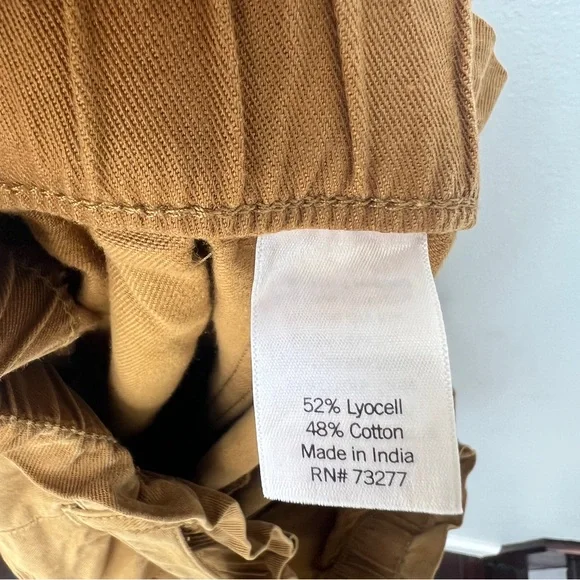 52% Lyocell
48% Cotton
Made in India
RN# 73277